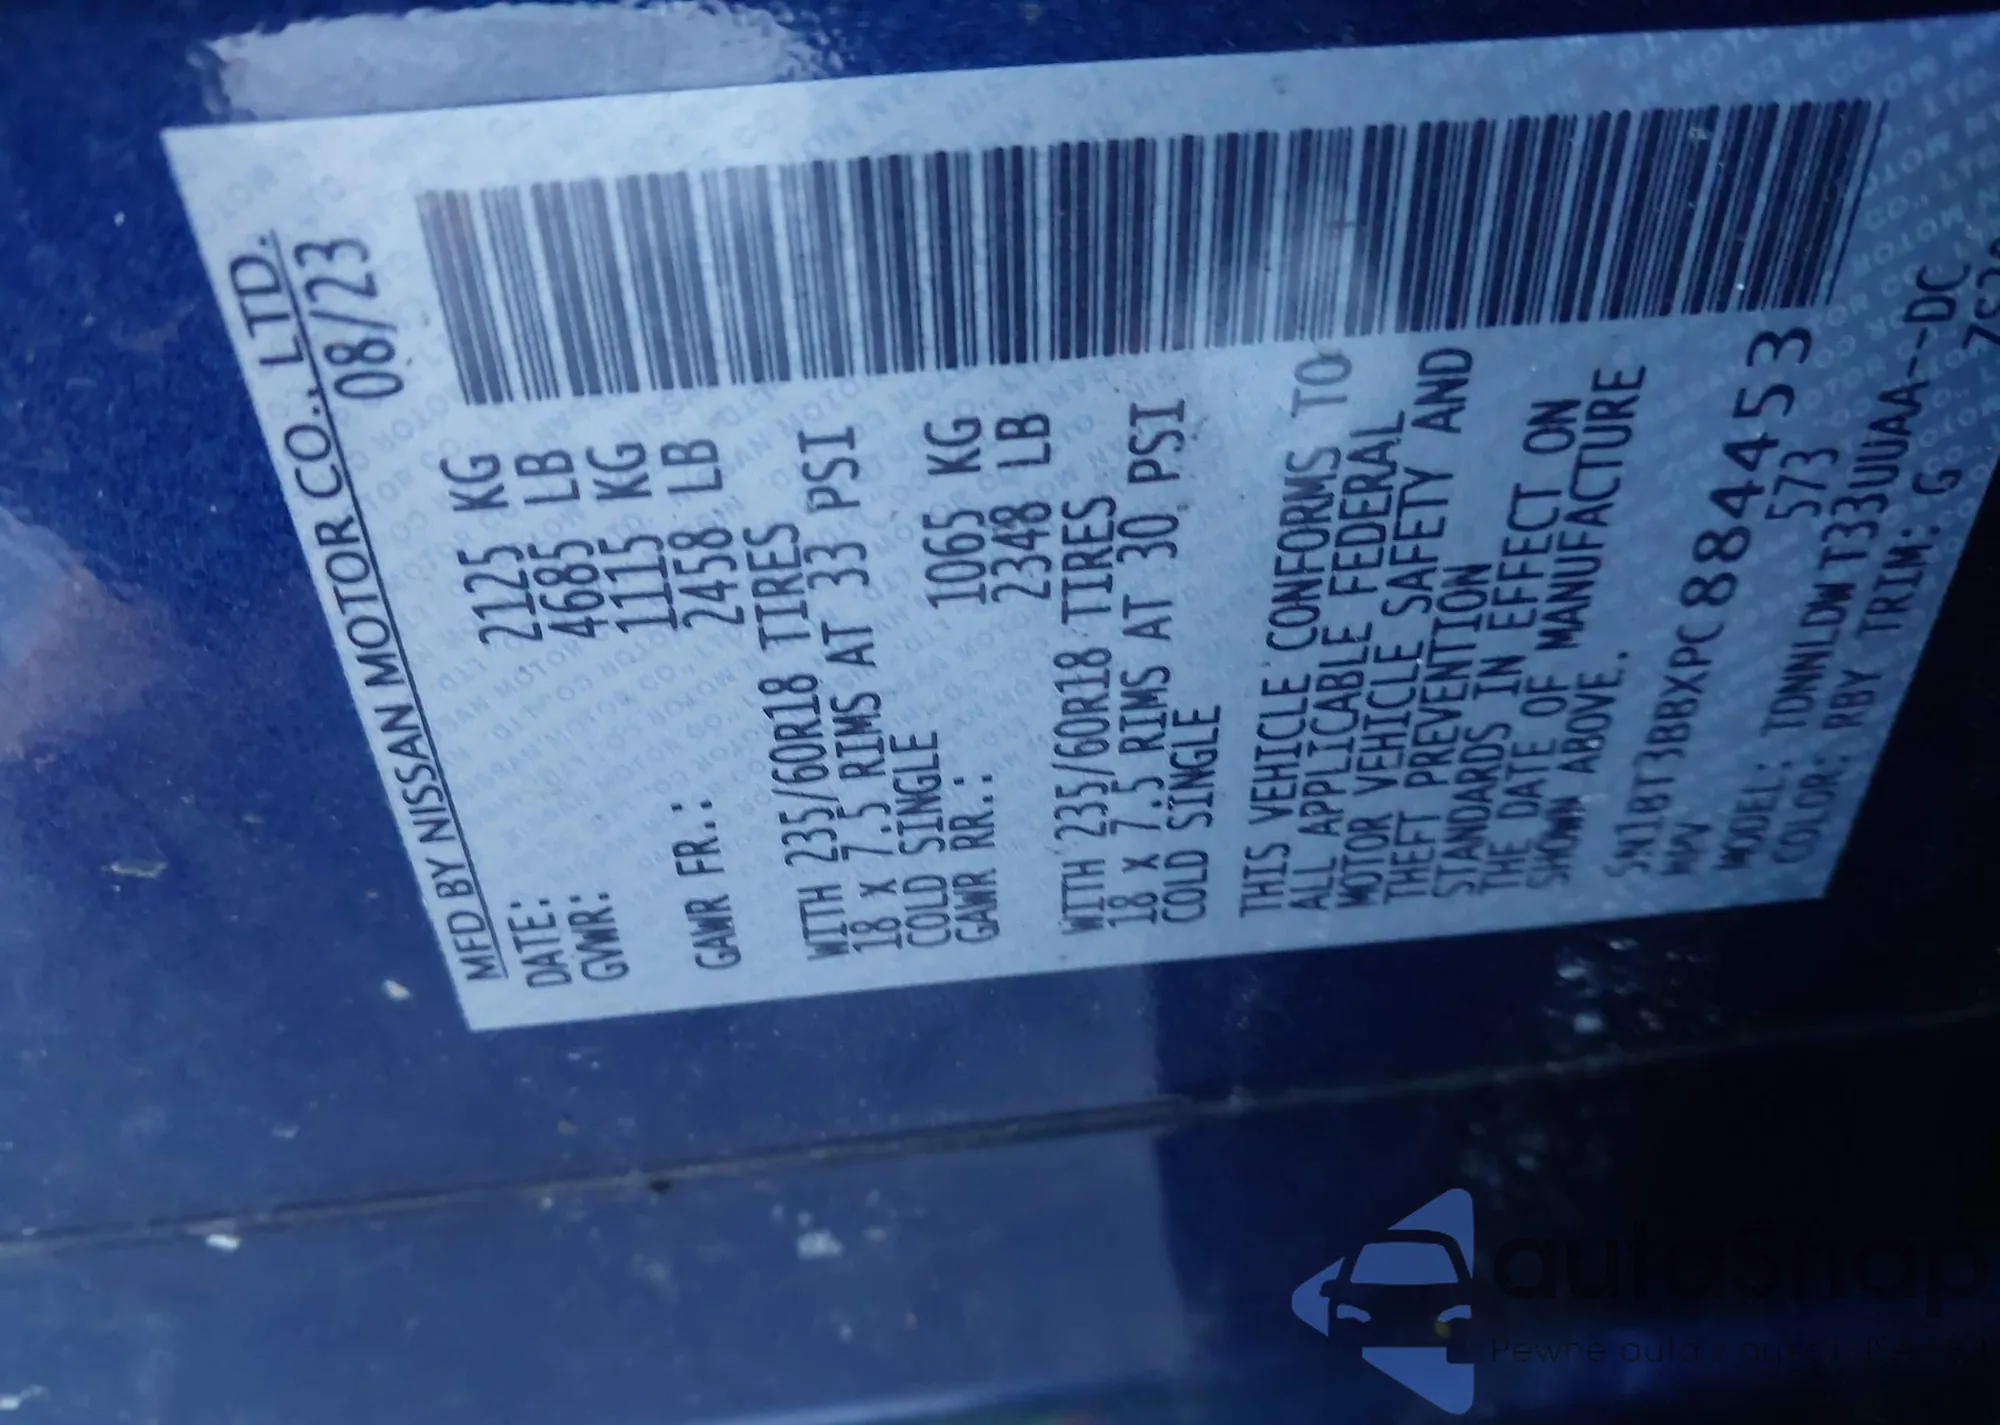 MFD BY NISSAN MOTOR CO., LTD.
DATE: 08/23
GVWR: 2125 KG
4685 LB
GAWR FR.: 1115 KG
2458 LB
WITH 235/60R18 TIRES
18 X 7.5 RIMS AT 33 PSI
COLD SINGLE
GAWR RR.: 1065 KG
2348 LB
WITH 235/60R18 TIRES
18 X 7.5 RIMS AT 30 PSI
COLD SINGLE
THIS VEHICLE CONFORMS TO
ALL APPLICABLE FEDERAL
MOTOR VEHICLE SAFETY AND
THEFT PREVENTION
STANDARDS IN EFFECT ON
THE DATE OF MANUFACTURE
SHOWN ABOVE.
5N1BT3BBXPC884453
MPV 573
MODEL: TDNNLDWT33UUAA--DC
COLOR: RBY TRIM: G
autosnap
Pewne auta z